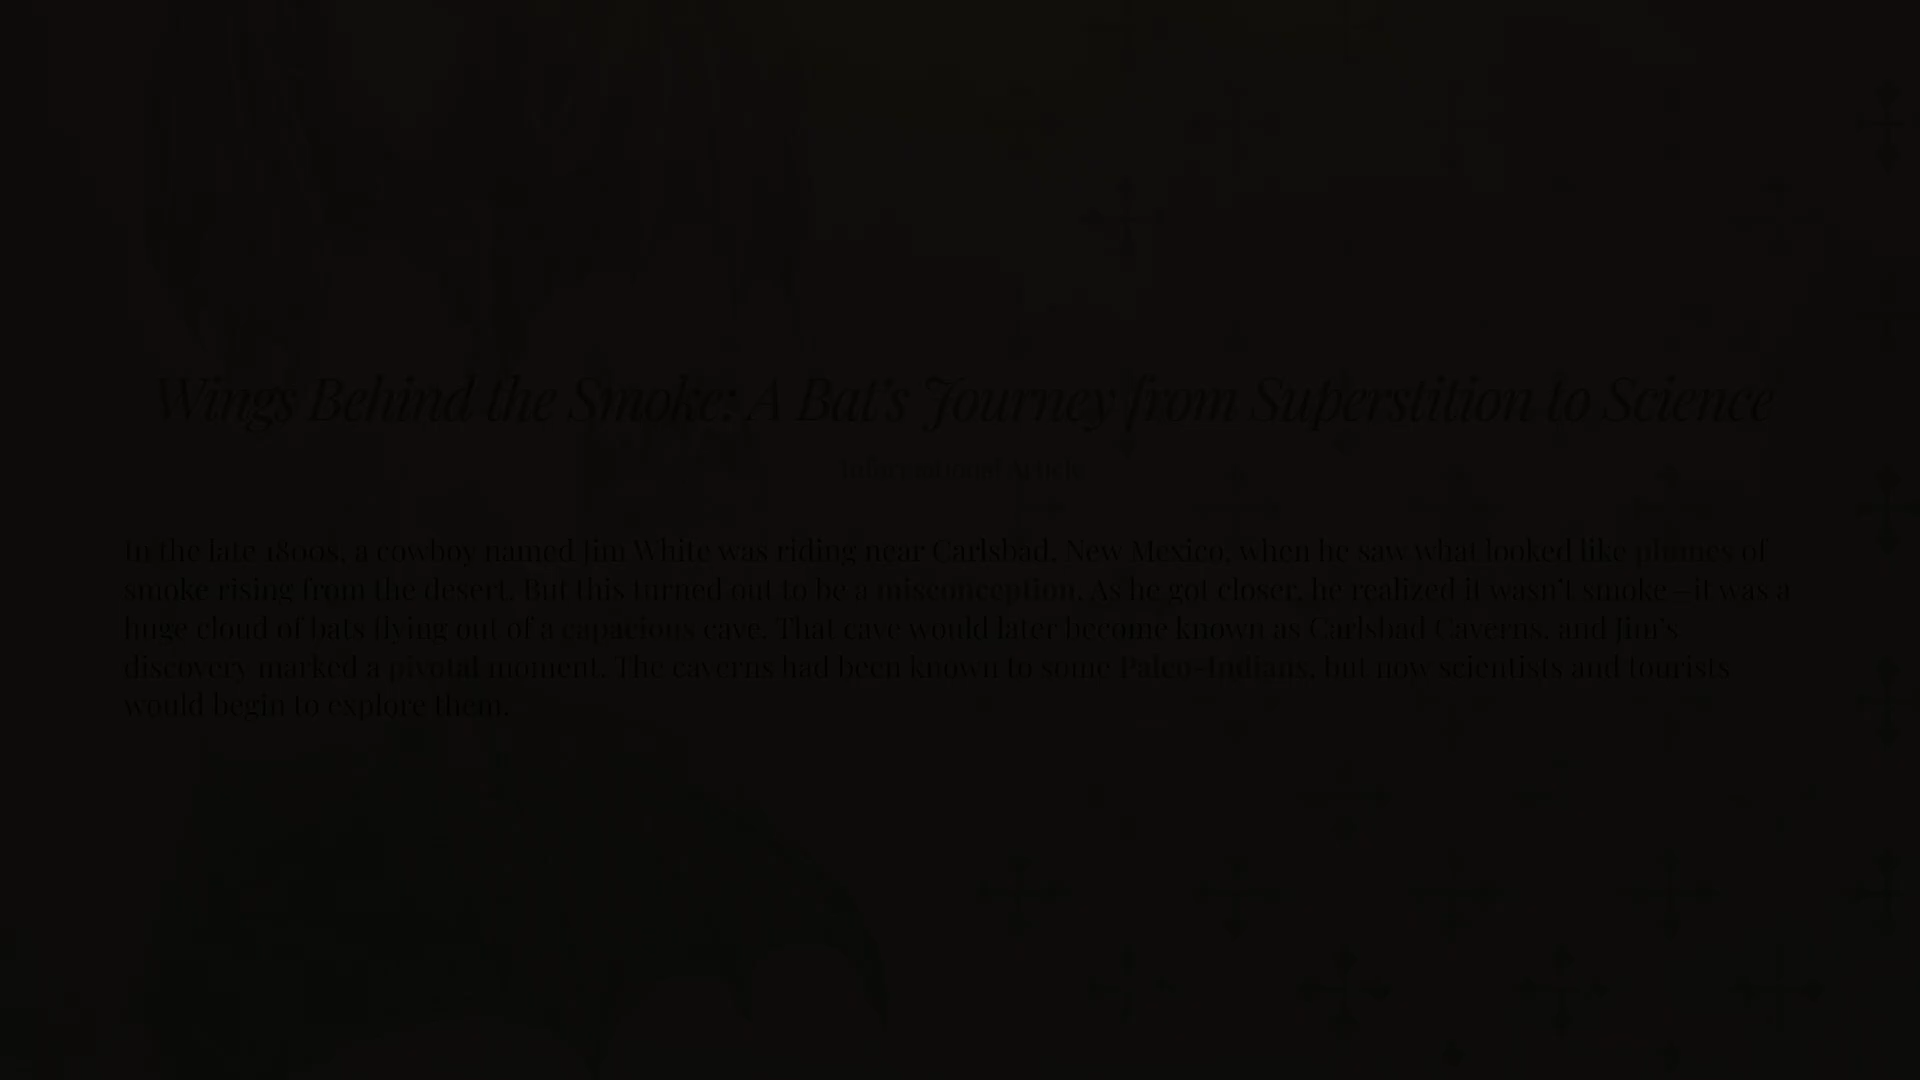 Wings Behind the Smoke: A Bat's Journey from Superstition to Science
Informational Article
In the late 1800s, a cowboy named Jim White was riding near Carlsbad, New Mexico, when he saw what looked like plumes of
smoke rising from the desert. But this turned out to be a misconception. As he got closer, he realized it wasn't smoke—it was a
huge cloud of bats flying out of a capacious cave. That cave would later become known as Carlsbad Caverns, and Jim's
discovery marked a pivotal moment. The caverns had been known to some Paleo-Indians, but now scientists and tourists
would begin to explore them.